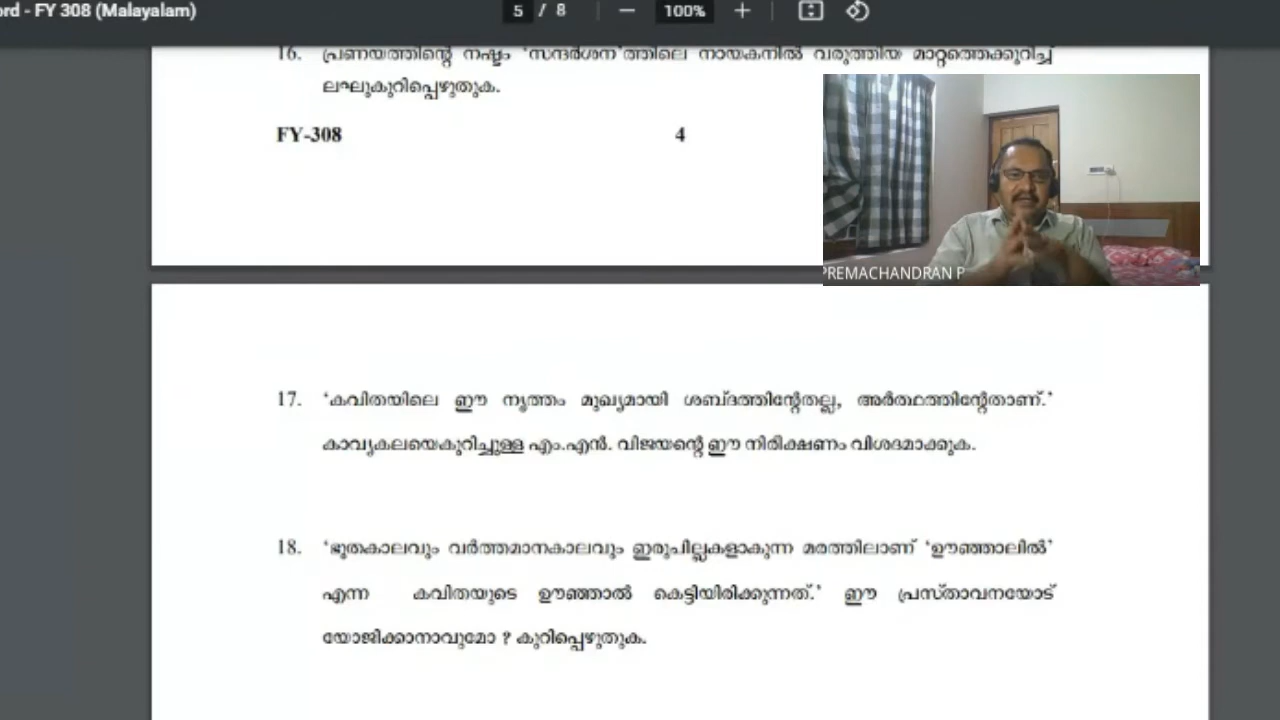 ord - FY 308 (Malayalam)
5 / 8
100%
16. പ്രണയത്തിന്റെ നഷ്ടം 'സന്ദർശന'ത്തിലെ നായകനിൽ വരുത്തിയ മാറ്റത്തെക്കുറിച്ച്
ലഘുകുറിപ്പെഴുതുക.
FY-308
4
PREMACHANDRAN P
17. 'കവിതയിലെ ഈ നൃത്തം മുഖ്യമായി ശബ്ദത്തിന്റേതല്ല, അർത്ഥത്തിന്റേതാണ്.'
കാവ്യകലയെകുറിച്ചുള്ള എം.എൻ. വിജയന്റെ ഈ നിരീക്ഷണം വിശദമാക്കുക.
18. 'ഭൂതകാലവും വർത്തമാനകാലവും ഇരുചില്ലകളാകുന്ന മരത്തിലാണ് 'ഊഞ്ഞാലിൽ'
എന്ന കവിതയുടെ ഊഞ്ഞാൽ കെട്ടിയിരിക്കുന്നത്.' ഈ പ്രസ്താവനയോട്
യോജിക്കാനാവുമോ ? കുറിപ്പെഴുതുക.